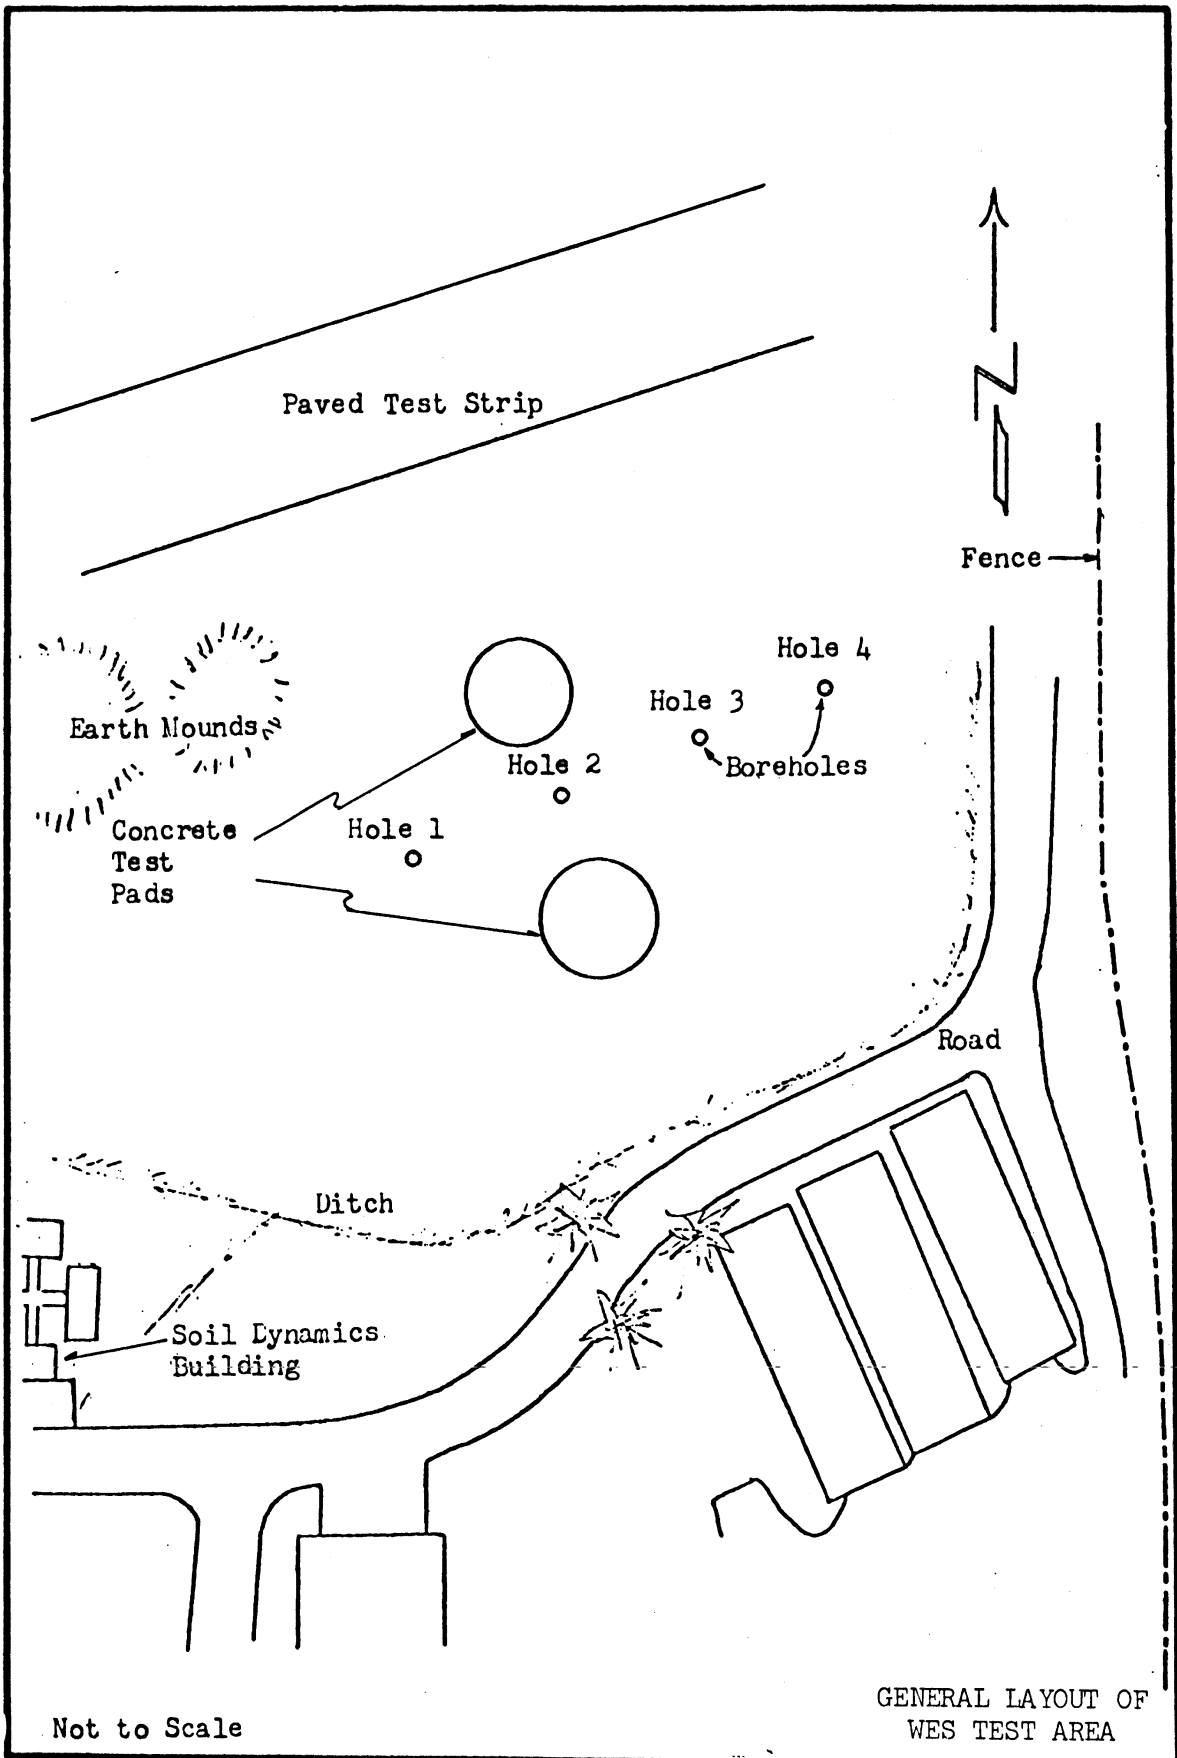 Paved Test Strip
N
Fence
Hole 4
Hole 3
Earth Mounds
Hole 2
Boreholes
Concrete
Test
Pads
Hole 1
Road
Ditch
Soil Dynamics
Building
GENERAL LAYOUT OF
WES TEST AREA
Not to Scale